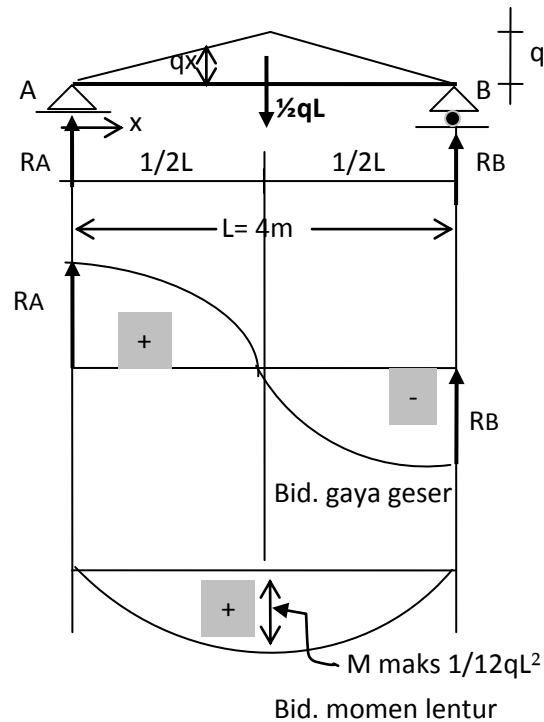 qx
q
A
B
½qL
x
RA
1/2L
1/2L
RB
L= 4m
RA
+
-
RB
Bid. gaya geser
+
M maks 1/12qL²
Bid. momen lentur